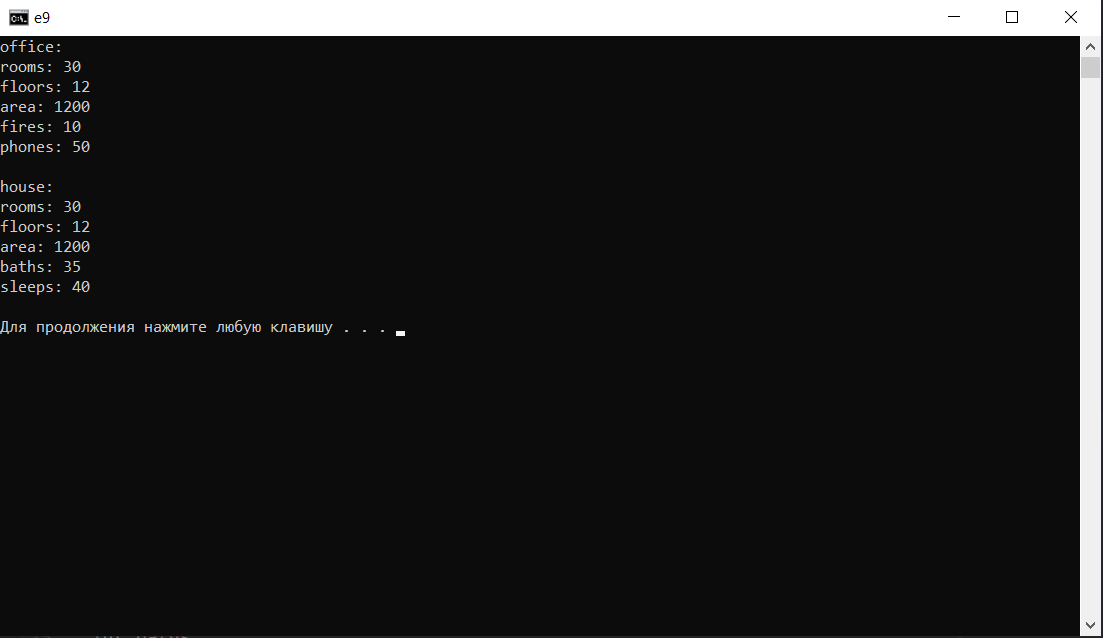 e9
office:
rooms: 30
floors: 12
area: 1200
fires: 10
phones: 50
house:
rooms: 30
floors: 12
area: 1200
baths: 35
sleeps: 40
Для продолжения нажмите любую клавишу . . .